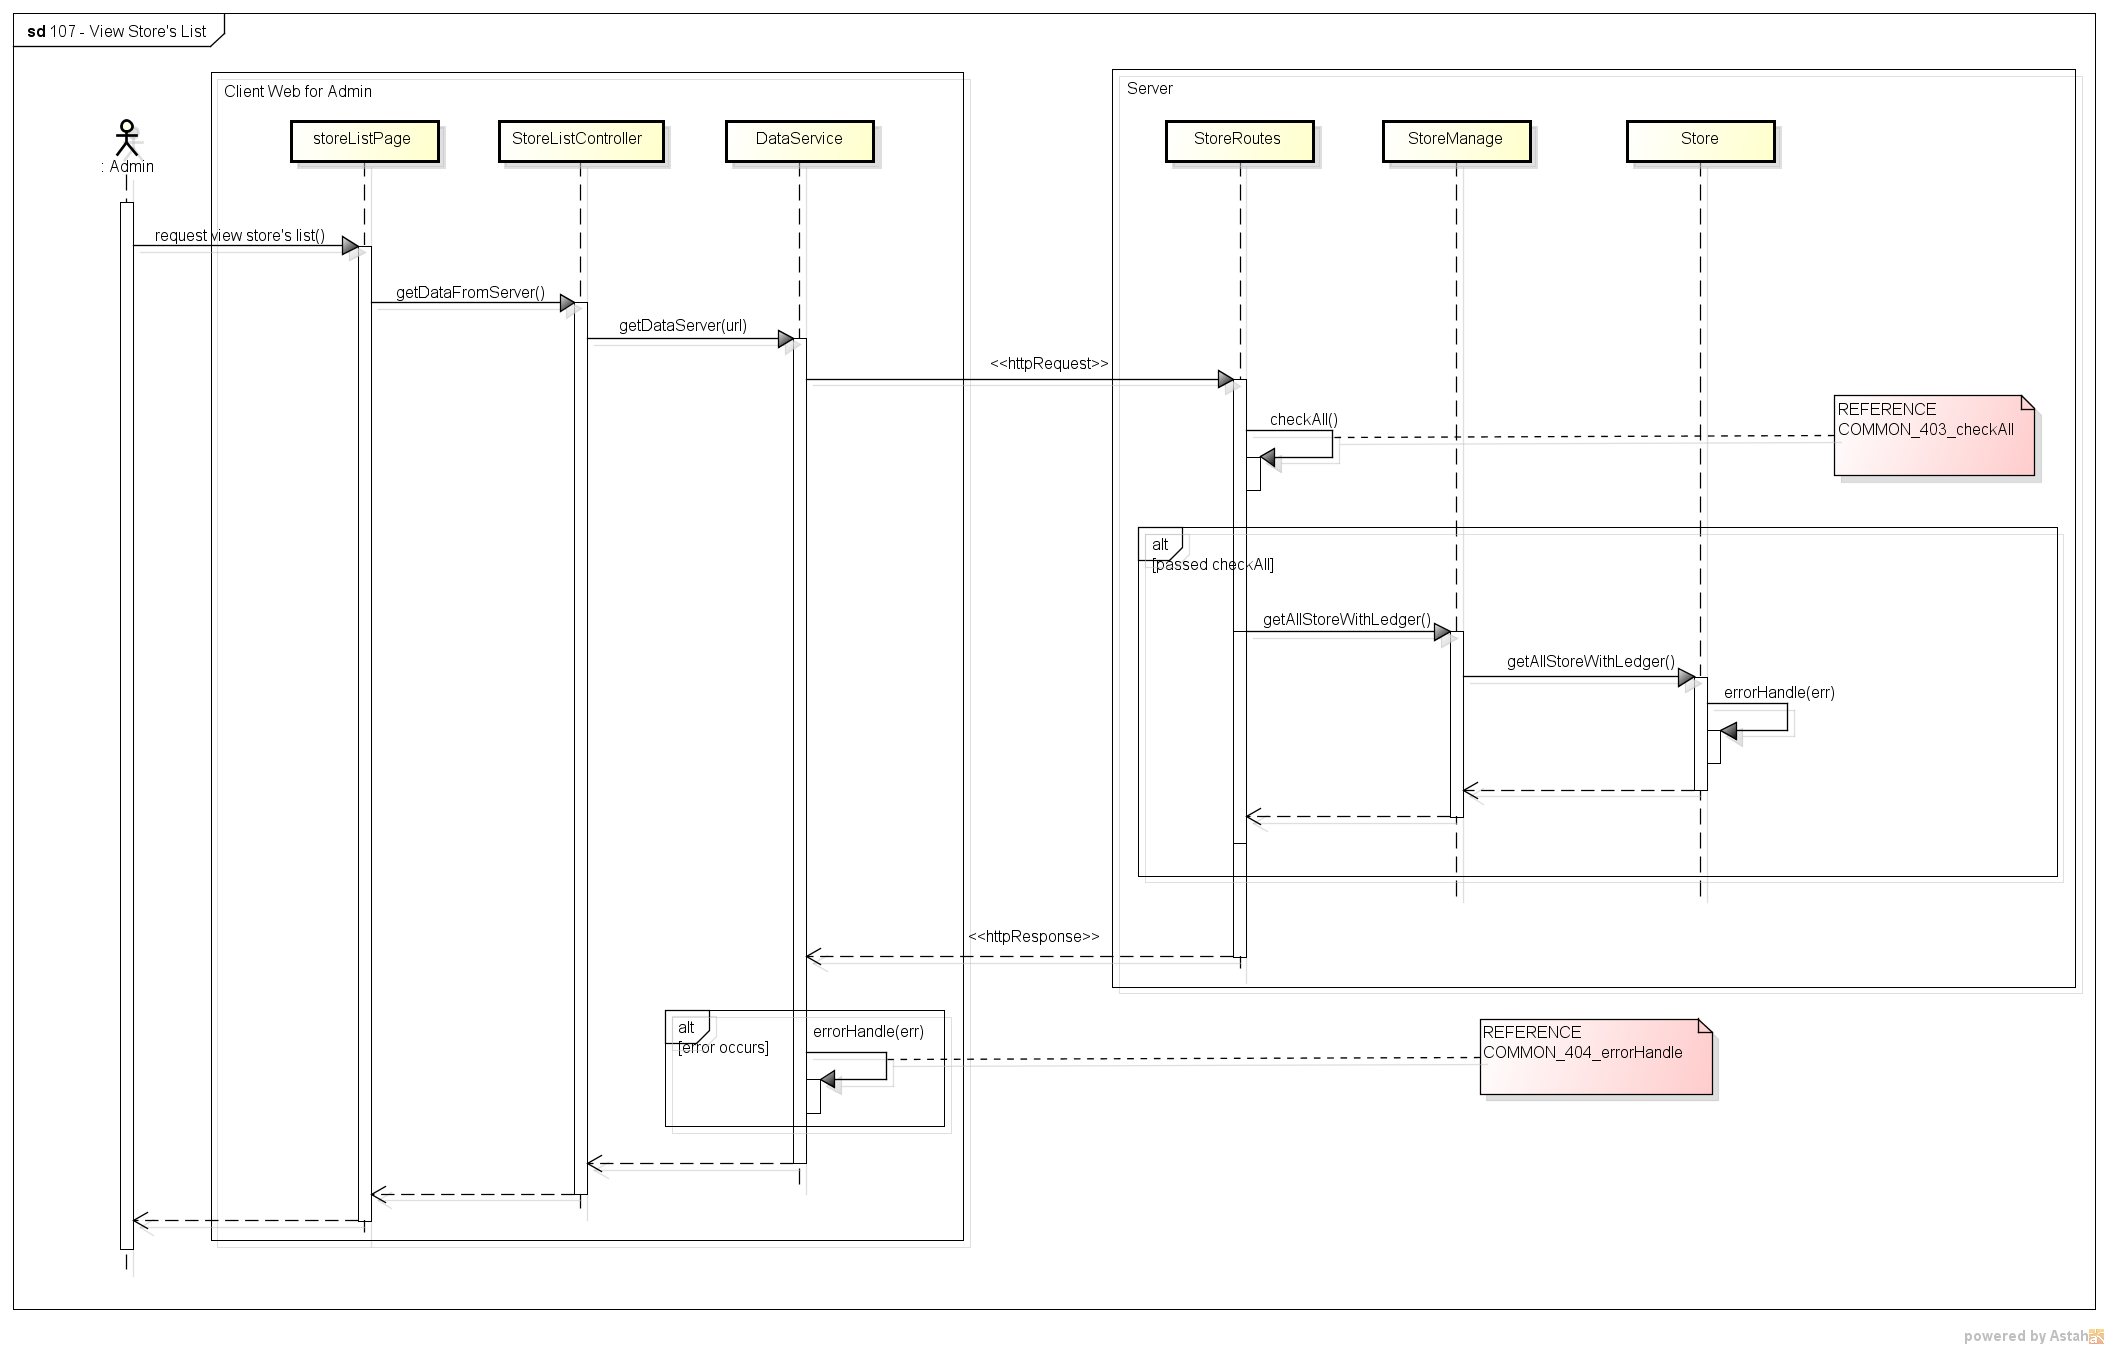 sd 107 - View Store's List
Client Web for Admin
Server
: Admin
storeListPage
StoreListController
DataService
StoreRoutes
StoreManage
Store
request view store's list()
getDataFromServer()
getDataServer(url)
<<httpRequest>>
checkAll()
REFERENCE
COMMON_403_checkAll
alt
[passed checkAll]
getAllStoreWithLedger()
getAllStoreWithLedger()
errorHandle(err)
<<httpResponse>>
alt
[error occurs]
errorHandle(err)
REFERENCE
COMMON_404_errorHandle
powered by Astah